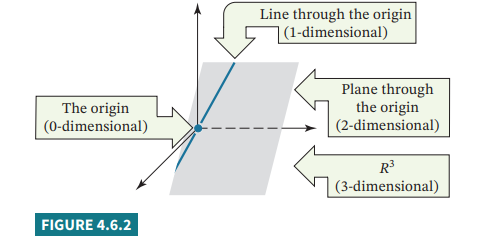 Line through the origin
(1-dimensional)
Plane through
the origin
(2-dimensional)
The origin
(0-dimensional)
R³
(3-dimensional)
FIGURE 4.6.2